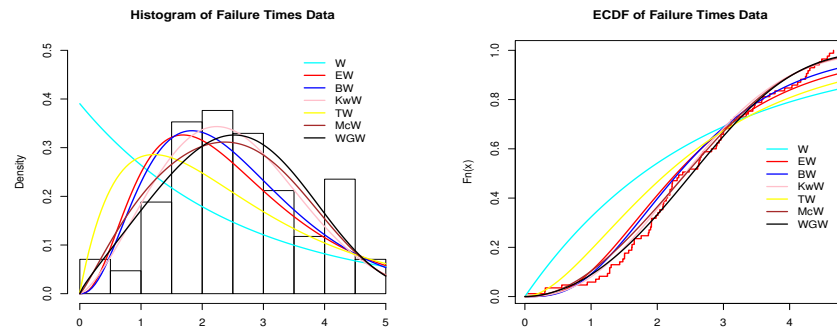 Histogram of Failure Times Data
Density
0.0
0.1
0.2
0.3
0.4
0.5
0 1 2 3 4 5
W
EW
BW
KwW
TW
McW
WGW
ECDF of Failure Times Data
Fn(x)
0.0
0.2
0.4
0.6
0.8
1.0
0 1 2 3 4
W
EW
BW
KwW
TW
McW
WGW